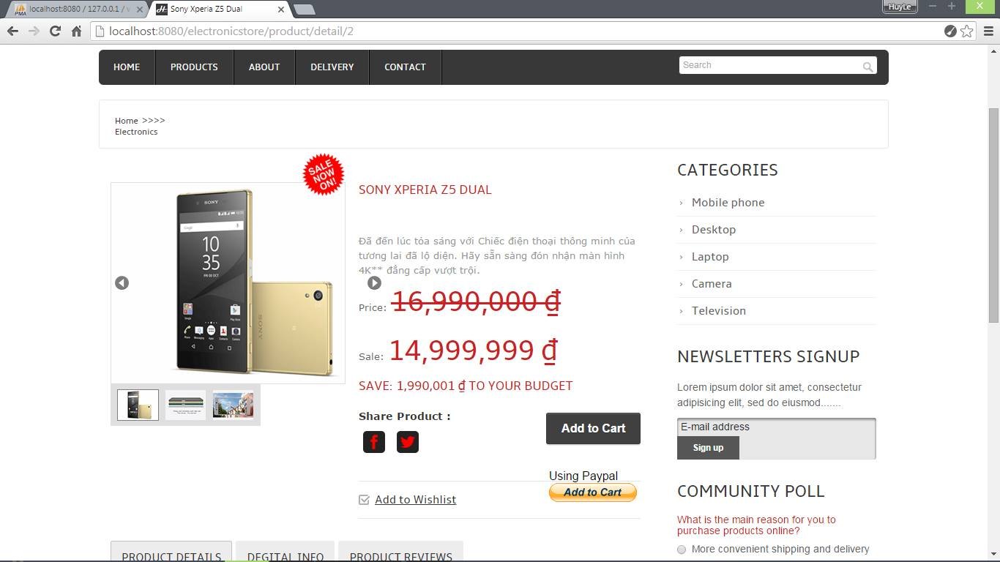 localhost:8080 / 127.0.0.1 / v
Sony Xperia Z5 Dual
HuyLe
localhost:8080/electronicstore/product/detail/2
HOME
PRODUCTS
ABOUT
DELIVERY
CONTACT
Search
Home >>>>
Electronics
SALE
NOW
ON!
SONY
10
35
SONY XPERIA Z5 DUAL
Đã đến lúc tỏa sáng với Chiếc điện thoại thông minh của
tương lai đã lộ diện. Hãy sẵn sàng đón nhận màn hình
4K** đẳng cấp vượt trội.
Price: 16,990,000 ₫
Sale: 14,999,999 ₫
SAVE: 1,990,001 ₫ TO YOUR BUDGET
Share Product :
Add to Cart
Using Paypal
Add to Cart
Add to Wishlist
PRODUCT DETAILS
DEGITAL INFO
PRODUCT REVIEWS
CATEGORIES
Mobile phone
Desktop
Laptop
Camera
Television
NEWSLETTERS SIGNUP
Lorem ipsum dolor sit amet, consectetur
adipisicing elit, sed do eiusmod.......
E-mail address
Sign up
COMMUNITY POLL
What is the main reason for you to
purchase products online?
More convenient shipping and delivery